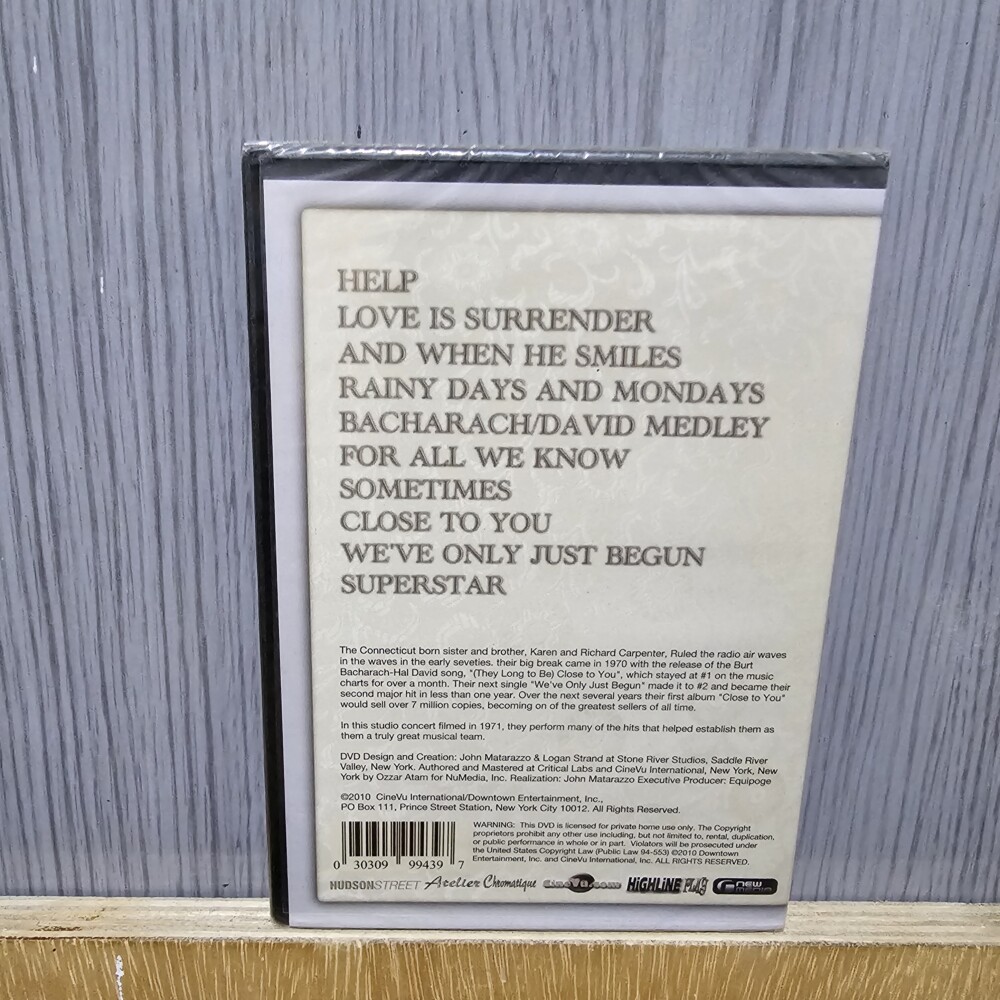 HELP
LOVE IS SURRENDER
AND WHEN HE SMILES
RAINY DAYS AND MONDAYS
BACHARACH/DAVID MEDLEY
FOR ALL WE KNOW
SOMETIMES
CLOSE TO YOU
WE'VE ONLY JUST BEGUN
SUPERSTAR
The Connecticut born sister and brother, Karen and Richard Carpenter, Ruled the radio air waves
in the waves in the early seveties. their big break came in 1970 with the release of the Burt
Bacharach-Hal David song, "(They Long to Be) Close to You", which stayed at #1 on the music
charts for over a month. Their next single "We've Only Just Begun" made it to #2 and became their
second major hit in less than one year. Over the next several years their first album "Close to You"
would sell over 7 million copies, becoming on of the greatest sellers of all time.
In this studio concert filmed in 1971, they perform many of the hits that helped establish them as
them a truly great musical team.
DVD Design and Creation: John Matarazzo & Logan Strand at Stone River Studios, Saddle River
Valley, New York. Authored and Mastered at Critical Labs and CineVu International, New York, New
York by Ozzar Atam for NuMedia, Inc. Realization: John Matarazzo Executive Producer: Equipoge
©2010 CineVu International/Downtown Entertainment, Inc.,
PO Box 111, Prince Street Station, New York City 10012. All Rights Reserved.
WARNING: This DVD is licensed for private home use only. The Copyright
proprietors prohibit any other use including, but not limited to, rental, duplication,
or public performance in whole or in part. Violators will be prosecuted under
the United States Copyright Law (Public Law 94-553) ©2010 Downtown
Entertainment, Inc. and CineVu International, Inc. ALL RIGHTS RESERVED.
0 30309 99439 7
HUDSONSTREET Atelier Chromatique CineVu.com HIGHLINE PLAY NEW MEDIA